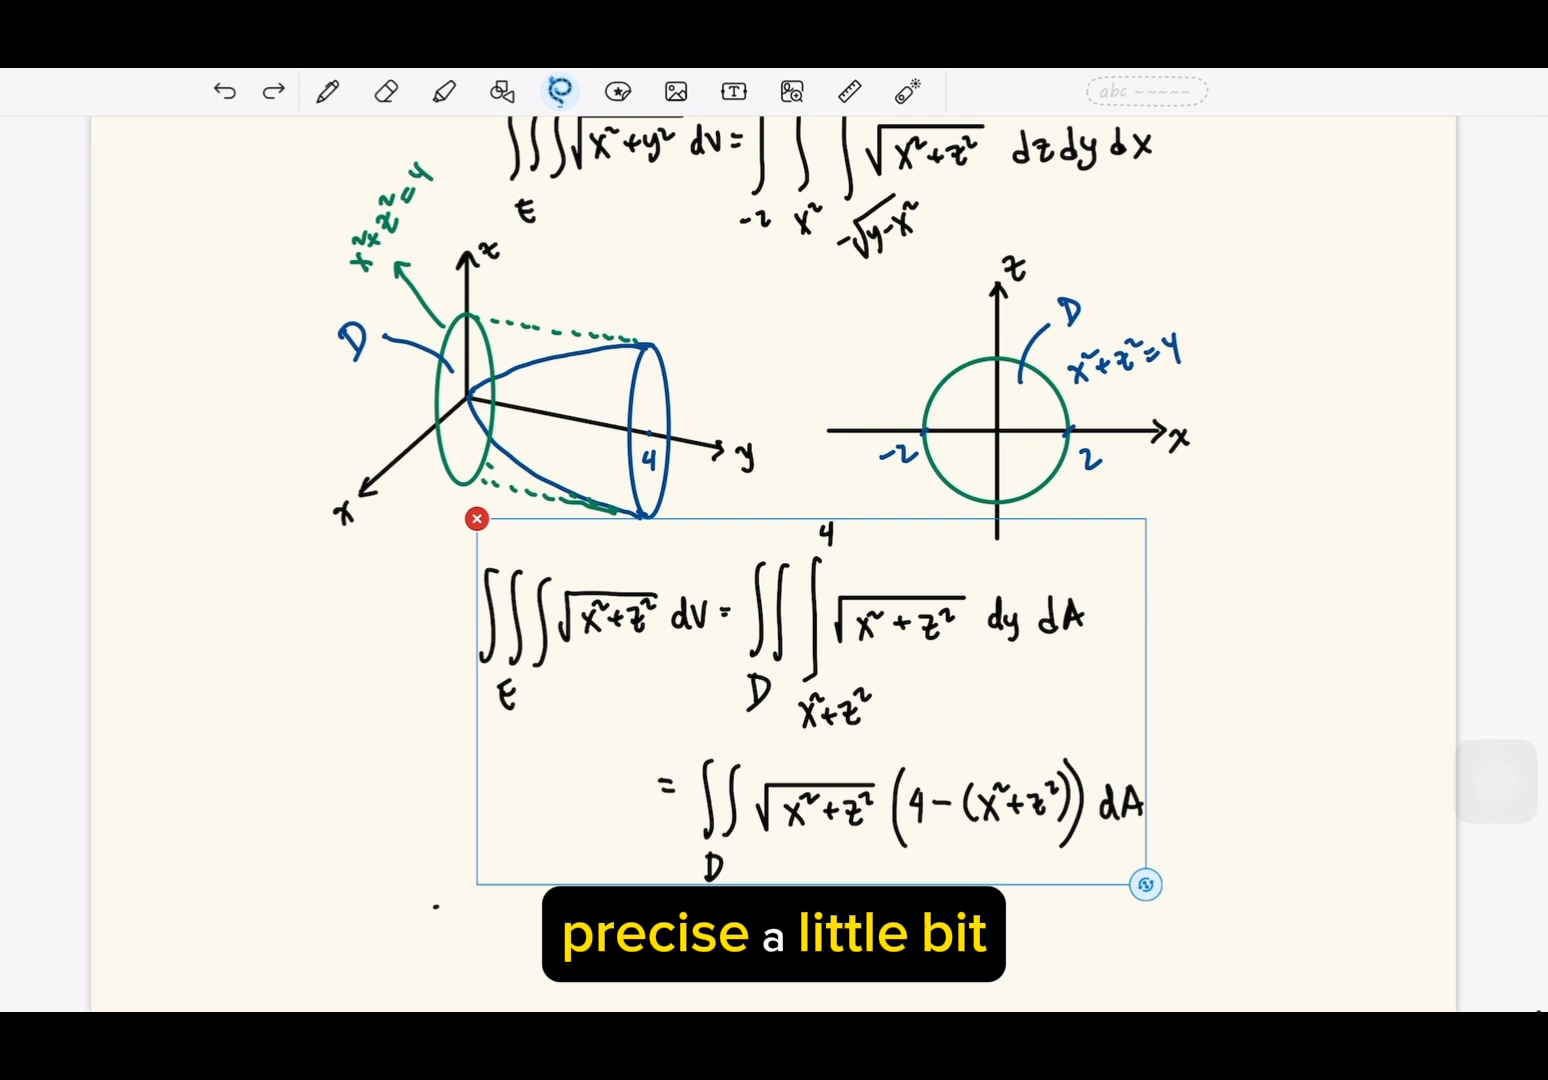 abc ~~~~~
∫∫∫√(x²+y²) dV = ∫ ∫ ∫ √(x²+z²) dz dy dx
E -2 x² -√(y-x²)
x²+z²=4
z
D
4
y
x
z
D
x²+z²=4
-2
2
x
∫∫∫√(x²+z²) dV = ∫∫ ∫ √(x²+z²) dy dA
4
E D x²+z²
= ∫∫ √(x²+z²) (4-(x²+z²)) dA
D
precise a little bit